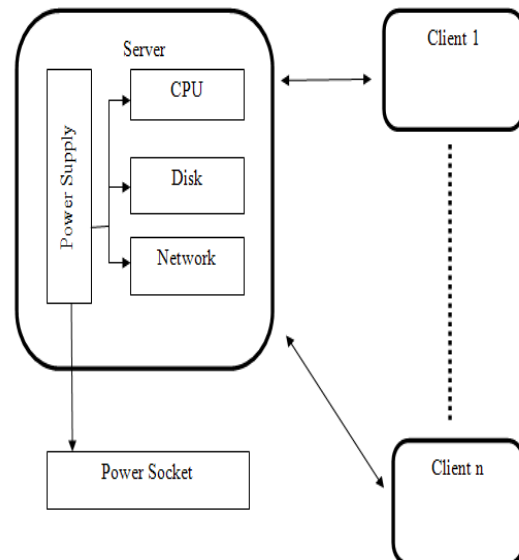 Server
Client 1
CPU
Power Supply
Disk
Network
Power Socket
Client n